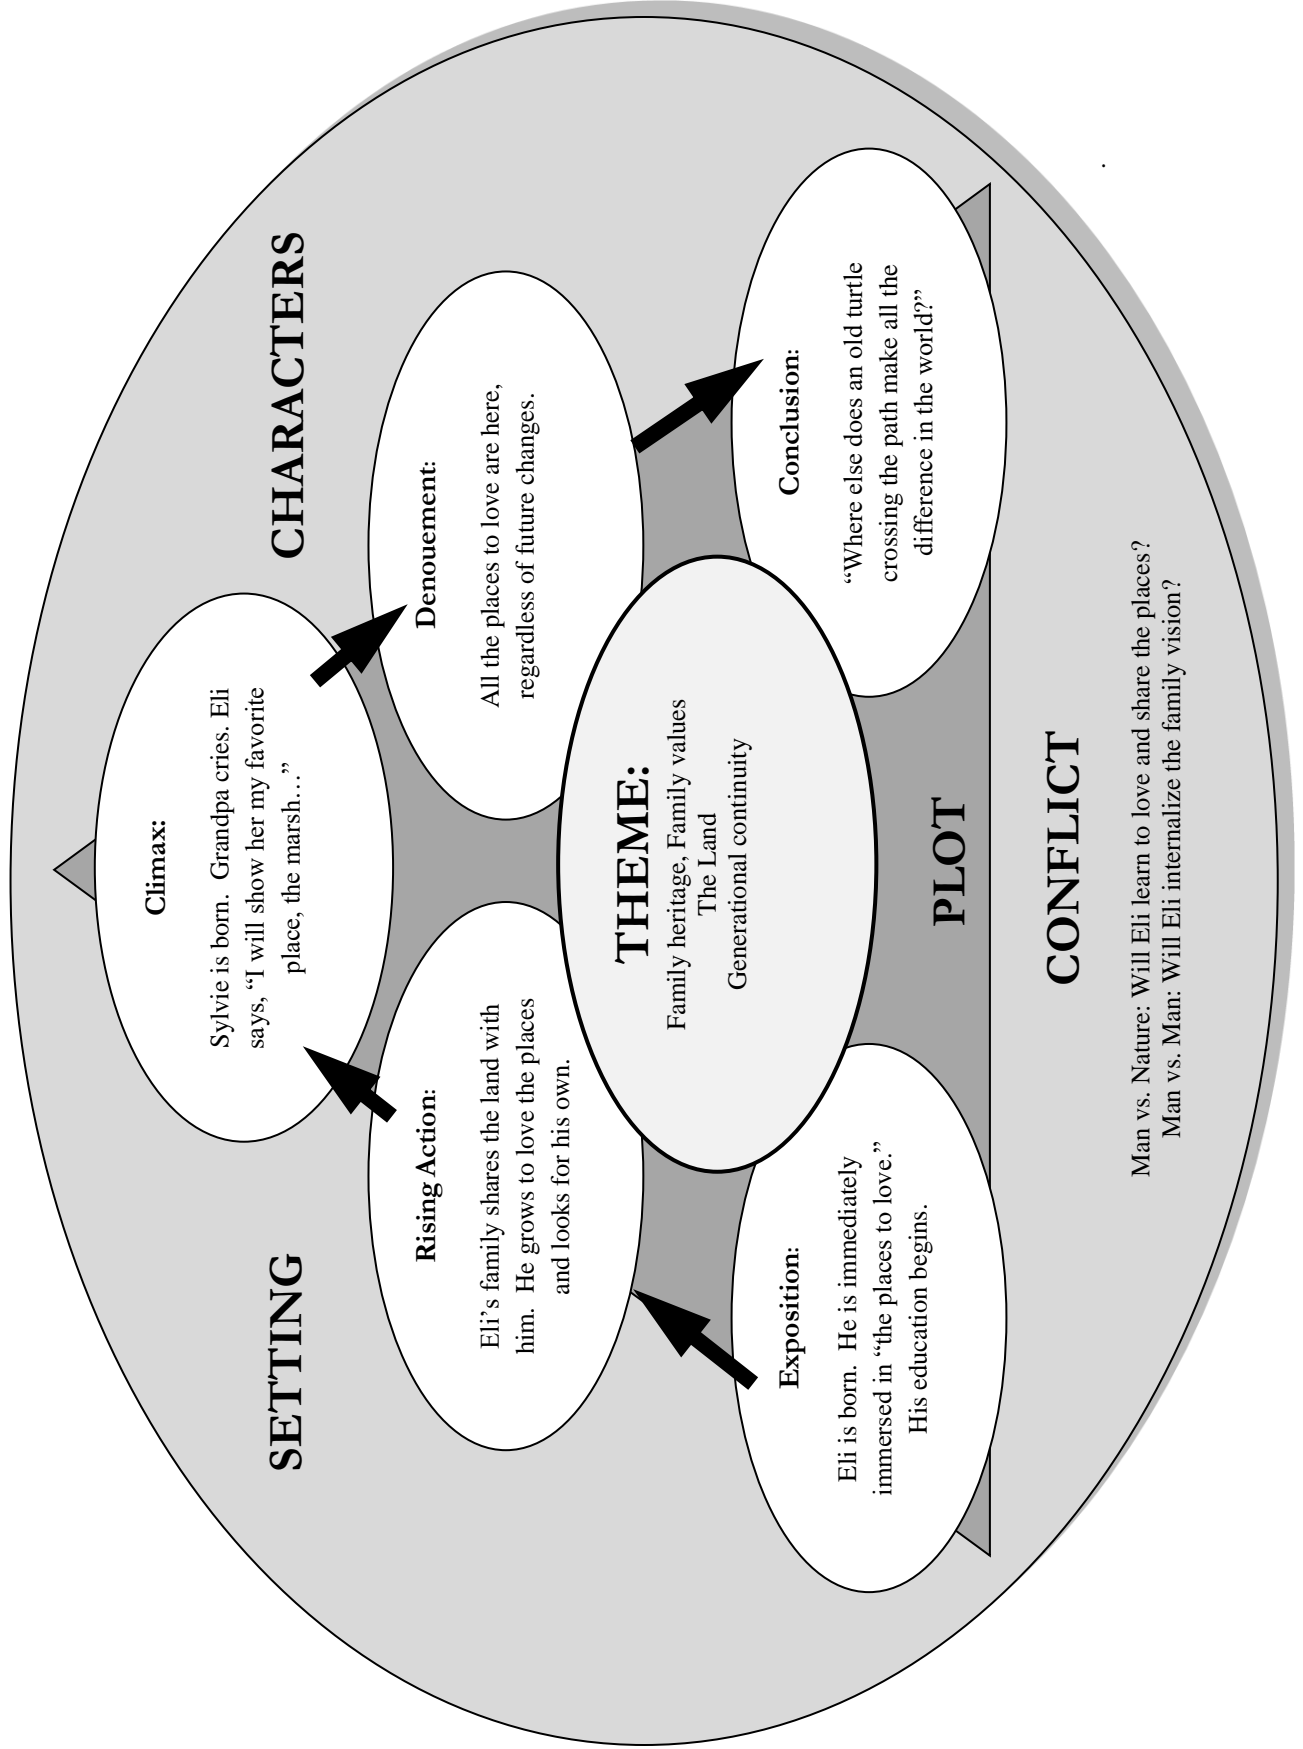 SETTING
CHARACTERS
Climax:
Sylvie is born.  Grandpa cries. Eli
says, “I will show her my favorite
place, the marsh…”
Rising Action:
Eli’s family shares the land with
him.  He grows to love the places
and looks for his own.
Denouement:
All the places to love are here,
regardless of future changes.
THEME:
Family heritage, Family values
The Land
Generational continuity
Exposition:
Eli is born.  He is immediately
immersed in “the places to love.”
His education begins.
Conclusion:
“Where else does an old turtle
crossing the path make all the
difference in the world?”
PLOT
CONFLICT
Man vs. Nature: Will Eli learn to love and share the places?
Man vs. Man: Will Eli internalize the family vision?
.